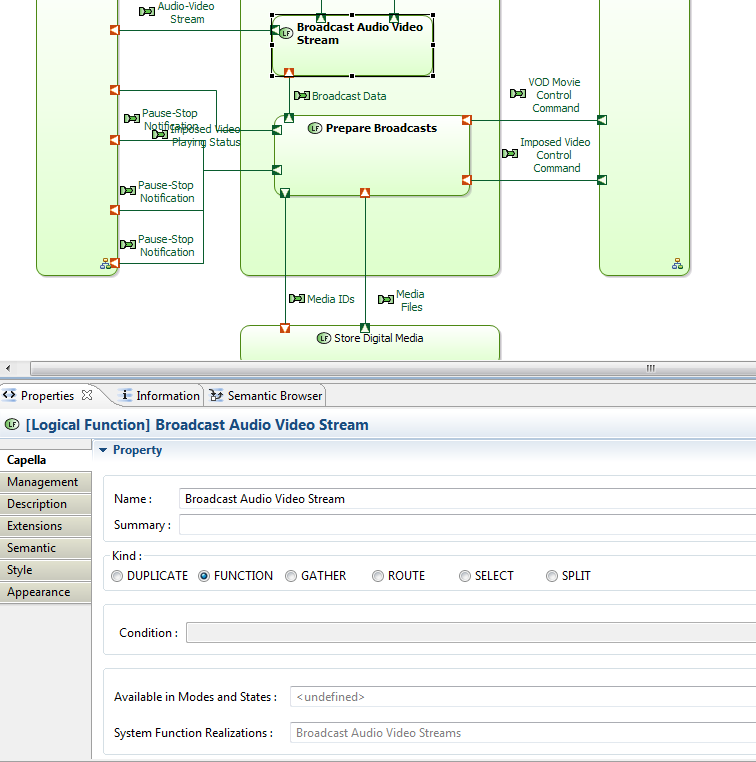 Audio-Video
Stream
LF Broadcast Audio Video
Stream
Broadcast Data
VOD Movie
Control
Command
Pause-Stop
Notification
Imposed Video
Playing Status
LF Prepare Broadcasts
Imposed Video
Control
Command
Pause-Stop
Notification
Pause-Stop
Notification
Media IDs
Media
Files
LF Store Digital Media
Properties
Information
Semantic Browser
LF [Logical Function] Broadcast Audio Video Stream
Capella
Management
Description
Extensions
Semantic
Style
Appearance
Property
Name :
Broadcast Audio Video Stream
Summary :
Kind :
DUPLICATE FUNCTION GATHER ROUTE SELECT SPLIT
Condition :
Available in Modes and States :
<undefined>
System Function Realizations :
Broadcast Audio Video Streams